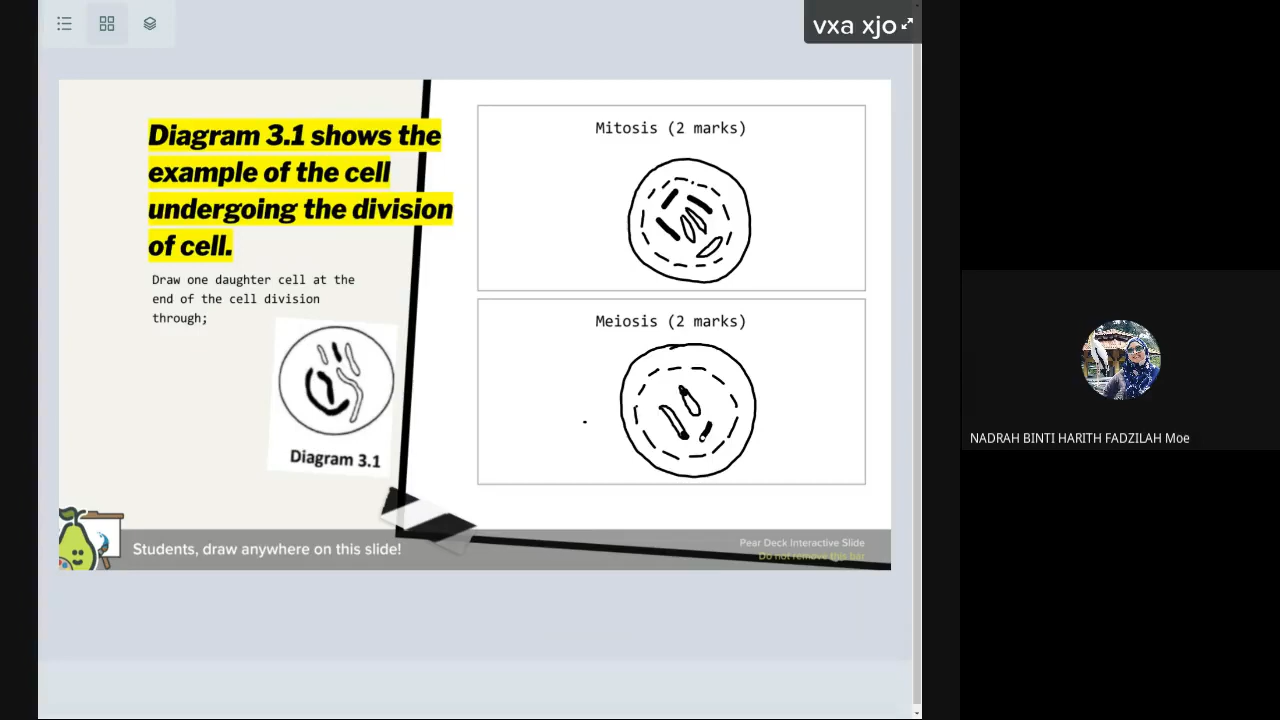 vxa xjo
Diagram 3.1 shows the
example of the cell
undergoing the division
of cell.
Draw one daughter cell at the
end of the cell division
through;
Diagram 3.1
Mitosis (2 marks)
Meiosis (2 marks)
Students, draw anywhere on this slide!
Pear Deck Interactive Slide
Do not remove this bar
NADRAH BINTI HARITH FADZILAH Moe